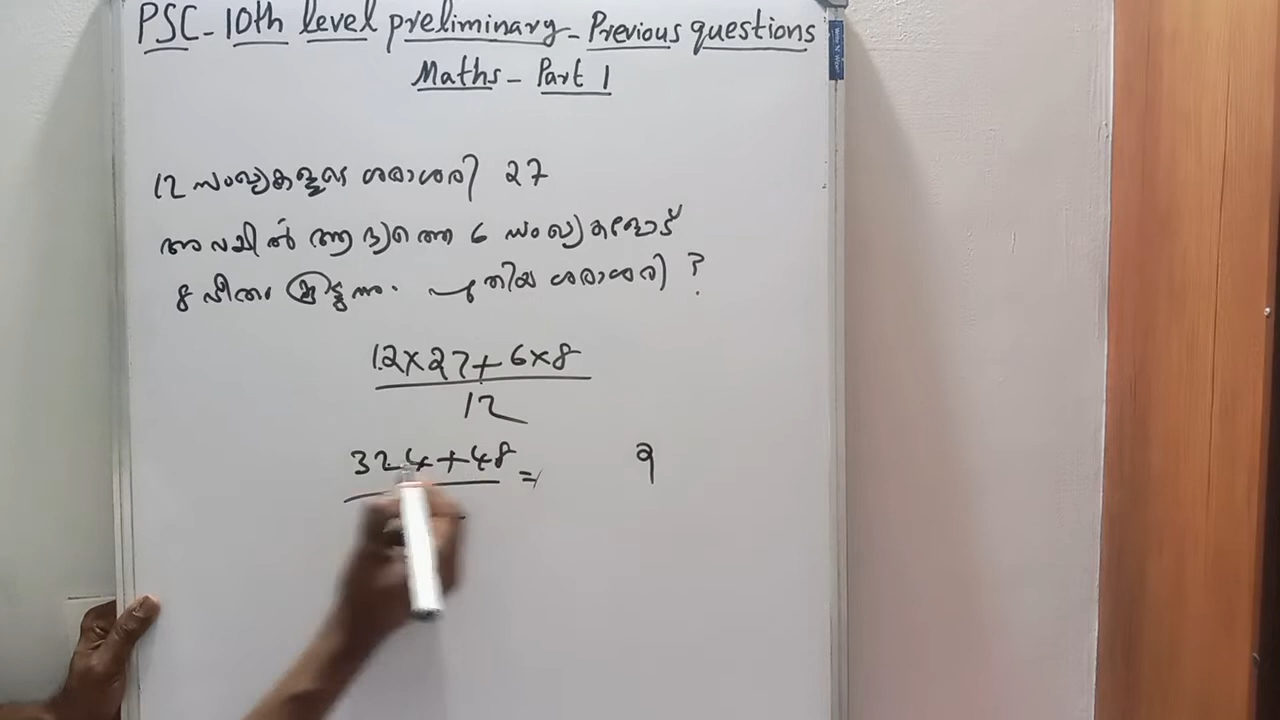 PSC - 10th level preliminary - Previous questions
Maths - Part 1
12 സംഖ്യകളുടെ ശരാശരി 27
അവയിൽ ആദ്യത്തെ 6 സംഖ്യകളോട്
8 വീതം കൂട്ടുന്നു. പുതിയ ശരാശരി ?
12×27+6×8
12
324+48 =